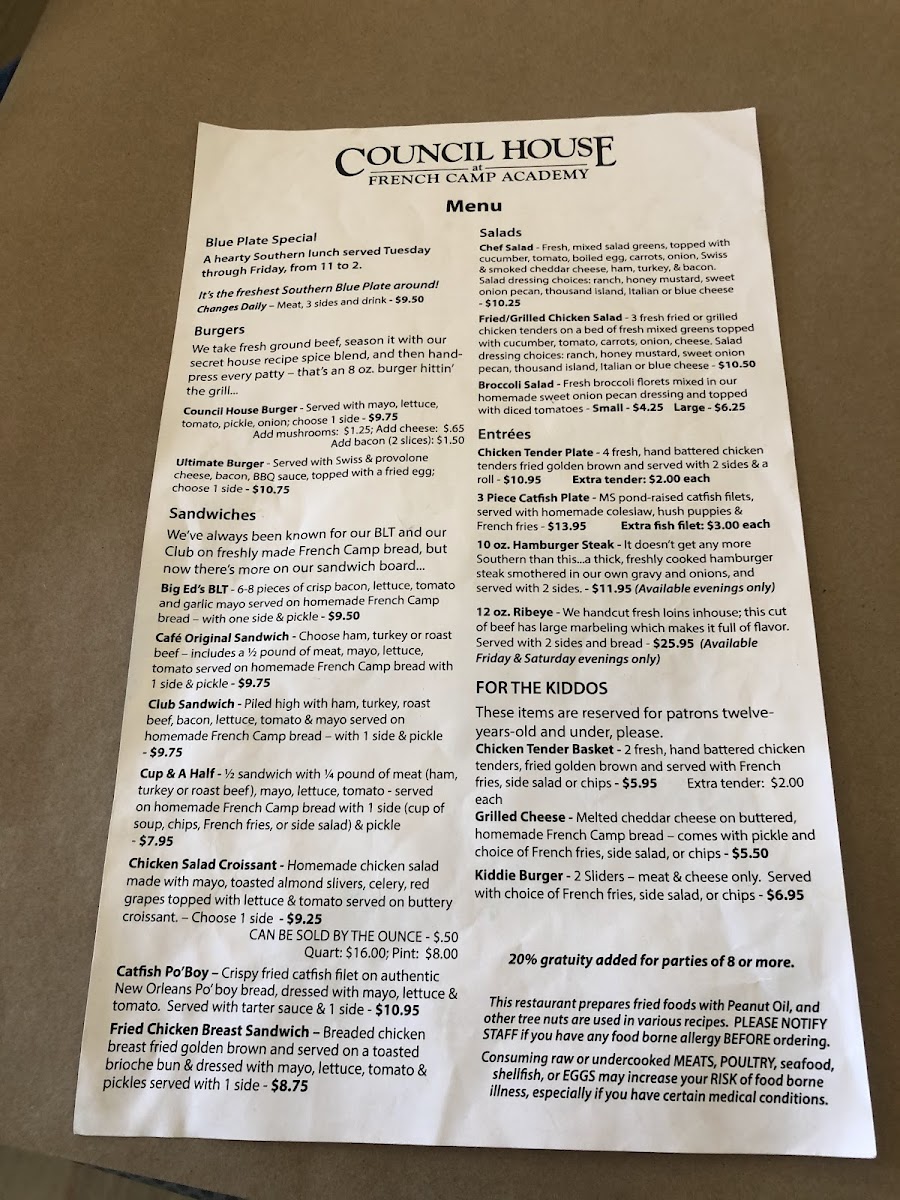 COUNCIL HOUSE
at
FRENCH CAMP ACADEMY
Menu
Blue Plate Special
A hearty Southern lunch served Tuesday
through Friday, from 11 to 2.
It's the freshest Southern Blue Plate around!
Changes Daily – Meat, 3 sides and drink - $9.50
Burgers
We take fresh ground beef, season it with our
secret house recipe spice blend, and then hand-
press every patty – that's an 8 oz. burger hittin'
the grill...
Council House Burger - Served with mayo, lettuce,
tomato, pickle, onion; choose 1 side - $9.75
Add mushrooms: $1.25; Add cheese: $.65
Add bacon (2 slices): $1.50
Ultimate Burger - Served with Swiss & provolone
cheese, bacon, BBQ sauce, topped with a fried egg;
choose 1 side - $10.75
Sandwiches
We've always been known for our BLT and our
Club on freshly made French Camp bread, but
now there's more on our sandwich board...
Big Ed's BLT - 6-8 pieces of crisp bacon, lettuce, tomato
and garlic mayo served on homemade French Camp
bread – with one side & pickle - $9.50
Café Original Sandwich - Choose ham, turkey or roast
beef – includes a ½ pound of meat, mayo, lettuce,
tomato served on homemade French Camp bread with
1 side & pickle - $9.75
Club Sandwich - Piled high with ham, turkey, roast
beef, bacon, lettuce, tomato & mayo served on
homemade French Camp bread – with 1 side & pickle
- $9.75
Cup & A Half - ½ sandwich with ¼ pound of meat (ham,
turkey or roast beef), mayo, lettuce, tomato - served
on homemade French Camp bread with 1 side (cup of
soup, chips, French fries, or side salad) & pickle
- $7.95
Chicken Salad Croissant - Homemade chicken salad
made with mayo, toasted almond slivers, celery, red
grapes topped with lettuce & tomato served on buttery
croissant. – Choose 1 side - $9.25
CAN BE SOLD BY THE OUNCE - $.50
Quart: $16.00; Pint: $8.00
Catfish Po'Boy – Crispy fried catfish filet on authentic
New Orleans Po'boy bread, dressed with mayo, lettuce &
tomato. Served with tarter sauce & 1 side - $10.95
Fried Chicken Breast Sandwich – Breaded chicken
breast fried golden brown and served on a toasted
brioche bun & dressed with mayo, lettuce, tomato &
pickles served with 1 side - $8.75
Salads
Chef Salad - Fresh, mixed salad greens, topped with
cucumber, tomato, boiled egg, carrots, onion, Swiss
& smoked cheddar cheese, ham, turkey, & bacon.
Salad dressing choices: ranch, honey mustard, sweet
onion pecan, thousand island, Italian or blue cheese
- $10.25
Fried/Grilled Chicken Salad - 3 fresh fried or grilled
chicken tenders on a bed of fresh mixed greens topped
with cucumber, tomato, carrots, onion, cheese. Salad
dressing choices: ranch, honey mustard, sweet onion
pecan, thousand island, Italian or blue cheese - $10.50
Broccoli Salad - Fresh broccoli florets mixed in our
homemade sweet onion pecan dressing and topped
with diced tomatoes - Small - $4.25 Large - $6.25
Entrées
Chicken Tender Plate - 4 fresh, hand battered chicken
tenders fried golden brown and served with 2 sides & a
roll - $10.95 Extra tender: $2.00 each
3 Piece Catfish Plate - MS pond-raised catfish filets,
served with homemade coleslaw, hush puppies &
French fries - $13.95 Extra fish filet: $3.00 each
10 oz. Hamburger Steak - It doesn't get any more
Southern than this...a thick, freshly cooked hamburger
steak smothered in our own gravy and onions, and
served with 2 sides. - $11.95 (Available evenings only)
12 oz. Ribeye - We handcut fresh loins inhouse; this cut
of beef has large marbeling which makes it full of flavor.
Served with 2 sides and bread - $25.95 (Available
Friday & Saturday evenings only)
FOR THE KIDDOS
These items are reserved for patrons twelve-
years-old and under, please.
Chicken Tender Basket - 2 fresh, hand battered chicken
tenders, fried golden brown and served with French
fries, side salad or chips - $5.95 Extra tender: $2.00
each
Grilled Cheese - Melted cheddar cheese on buttered,
homemade French Camp bread – comes with pickle and
choice of French fries, side salad, or chips - $5.50
Kiddie Burger - 2 Sliders – meat & cheese only. Served
with choice of French fries, side salad, or chips - $6.95
20% gratuity added for parties of 8 or more.
This restaurant prepares fried foods with Peanut Oil, and
other tree nuts are used in various recipes. PLEASE NOTIFY
STAFF if you have any food borne allergy BEFORE ordering.
Consuming raw or undercooked MEATS, POULTRY, seafood,
shellfish, or EGGS may increase your RISK of food borne
illness, especially if you have certain medical conditions.